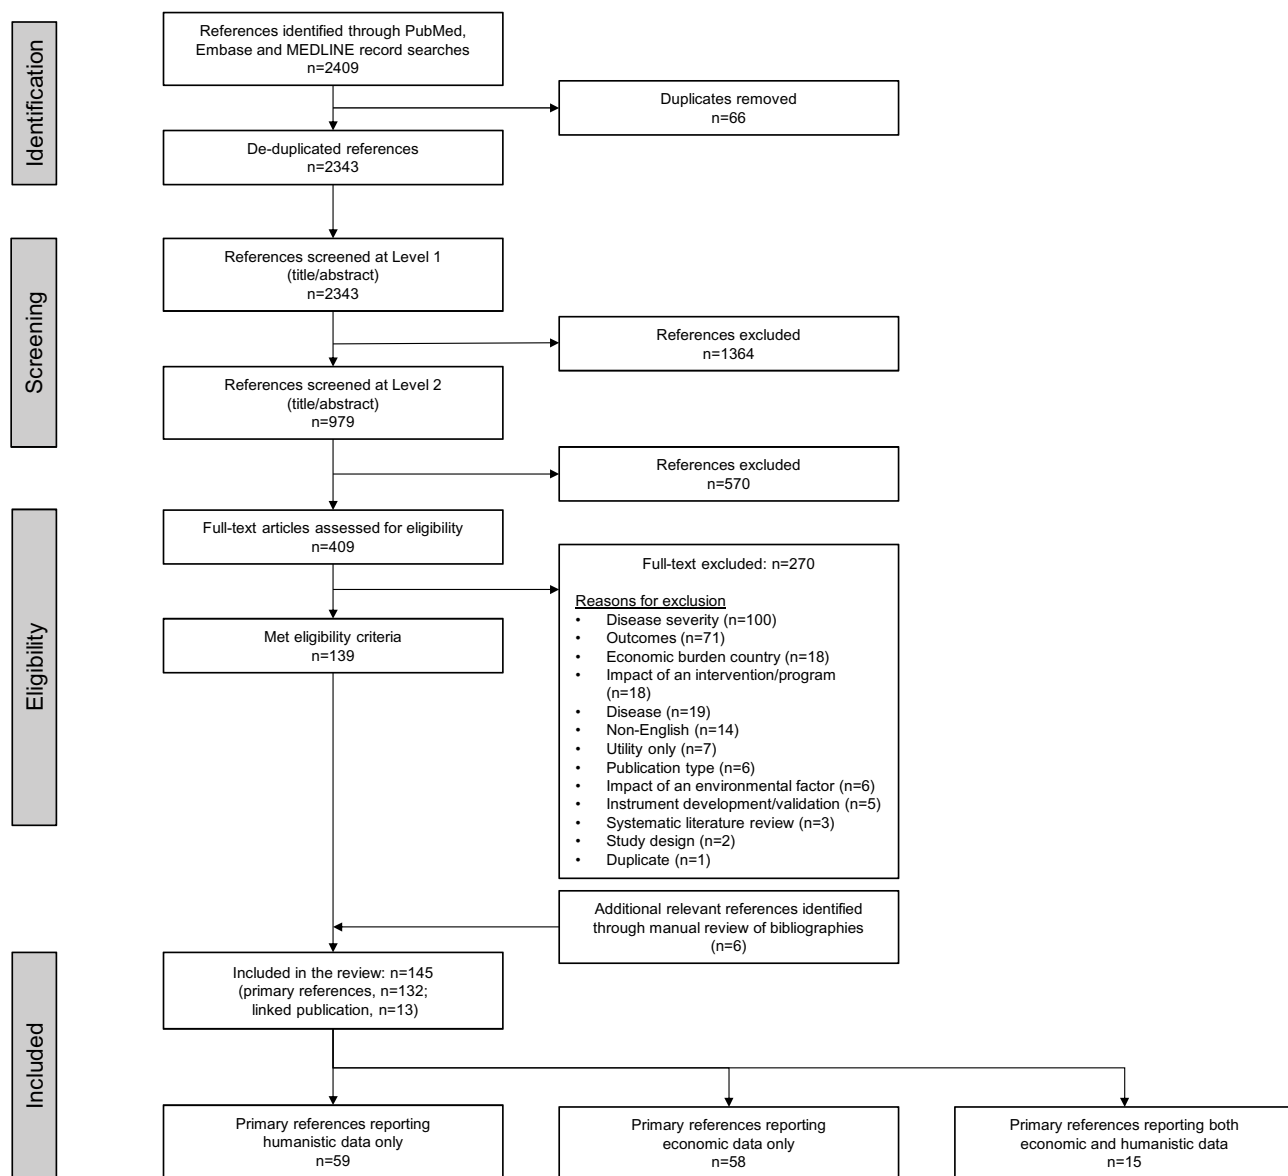 Identification
References identified through PubMed,
Embase and MEDLINE record searches
n=2409
Duplicates removed
n=66
De-duplicated references
n=2343
Screening
References screened at Level 1
(title/abstract)
n=2343
References excluded
n=1364
References screened at Level 2
(title/abstract)
n=979
References excluded
n=570
Eligibility
Full-text articles assessed for eligibility
n=409
Full-text excluded: n=270
Reasons for exclusion
• Disease severity (n=100)
• Outcomes (n=71)
• Economic burden country (n=18)
• Impact of an intervention/program
(n=18)
• Disease (n=19)
• Non-English (n=14)
• Utility only (n=7)
• Publication type (n=6)
• Impact of an environmental factor (n=6)
• Instrument development/validation (n=5)
• Systematic literature review (n=3)
• Study design (n=2)
• Duplicate (n=1)
Met eligibility criteria
n=139
Additional relevant references identified
through manual review of bibliographies
(n=6)
Included
Included in the review: n=145
(primary references, n=132;
linked publication, n=13)
Primary references reporting
humanistic data only
n=59
Primary references reporting
economic data only
n=58
Primary references reporting both
economic and humanistic data
n=15